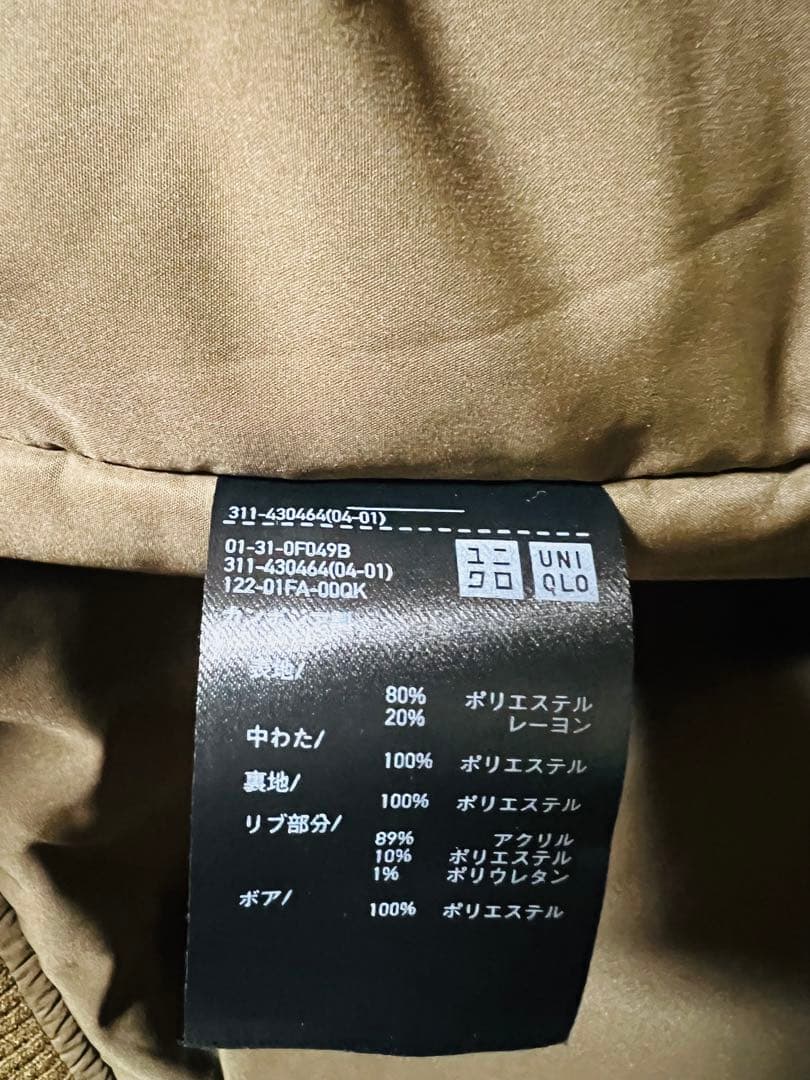 311-430464(04-01)
01-31-0F049B
311-430464(04-01)
122-01FA-00QK
ユニ
クロ
UNI
QLO
表地/
80% ポリエステル
20% レーヨン
中わた/
100% ポリエステル
裏地/
100% ポリエステル
リブ部分/
89% アクリル
10% ポリエステル
1% ポリウレタン
ボア/
100% ポリエステル